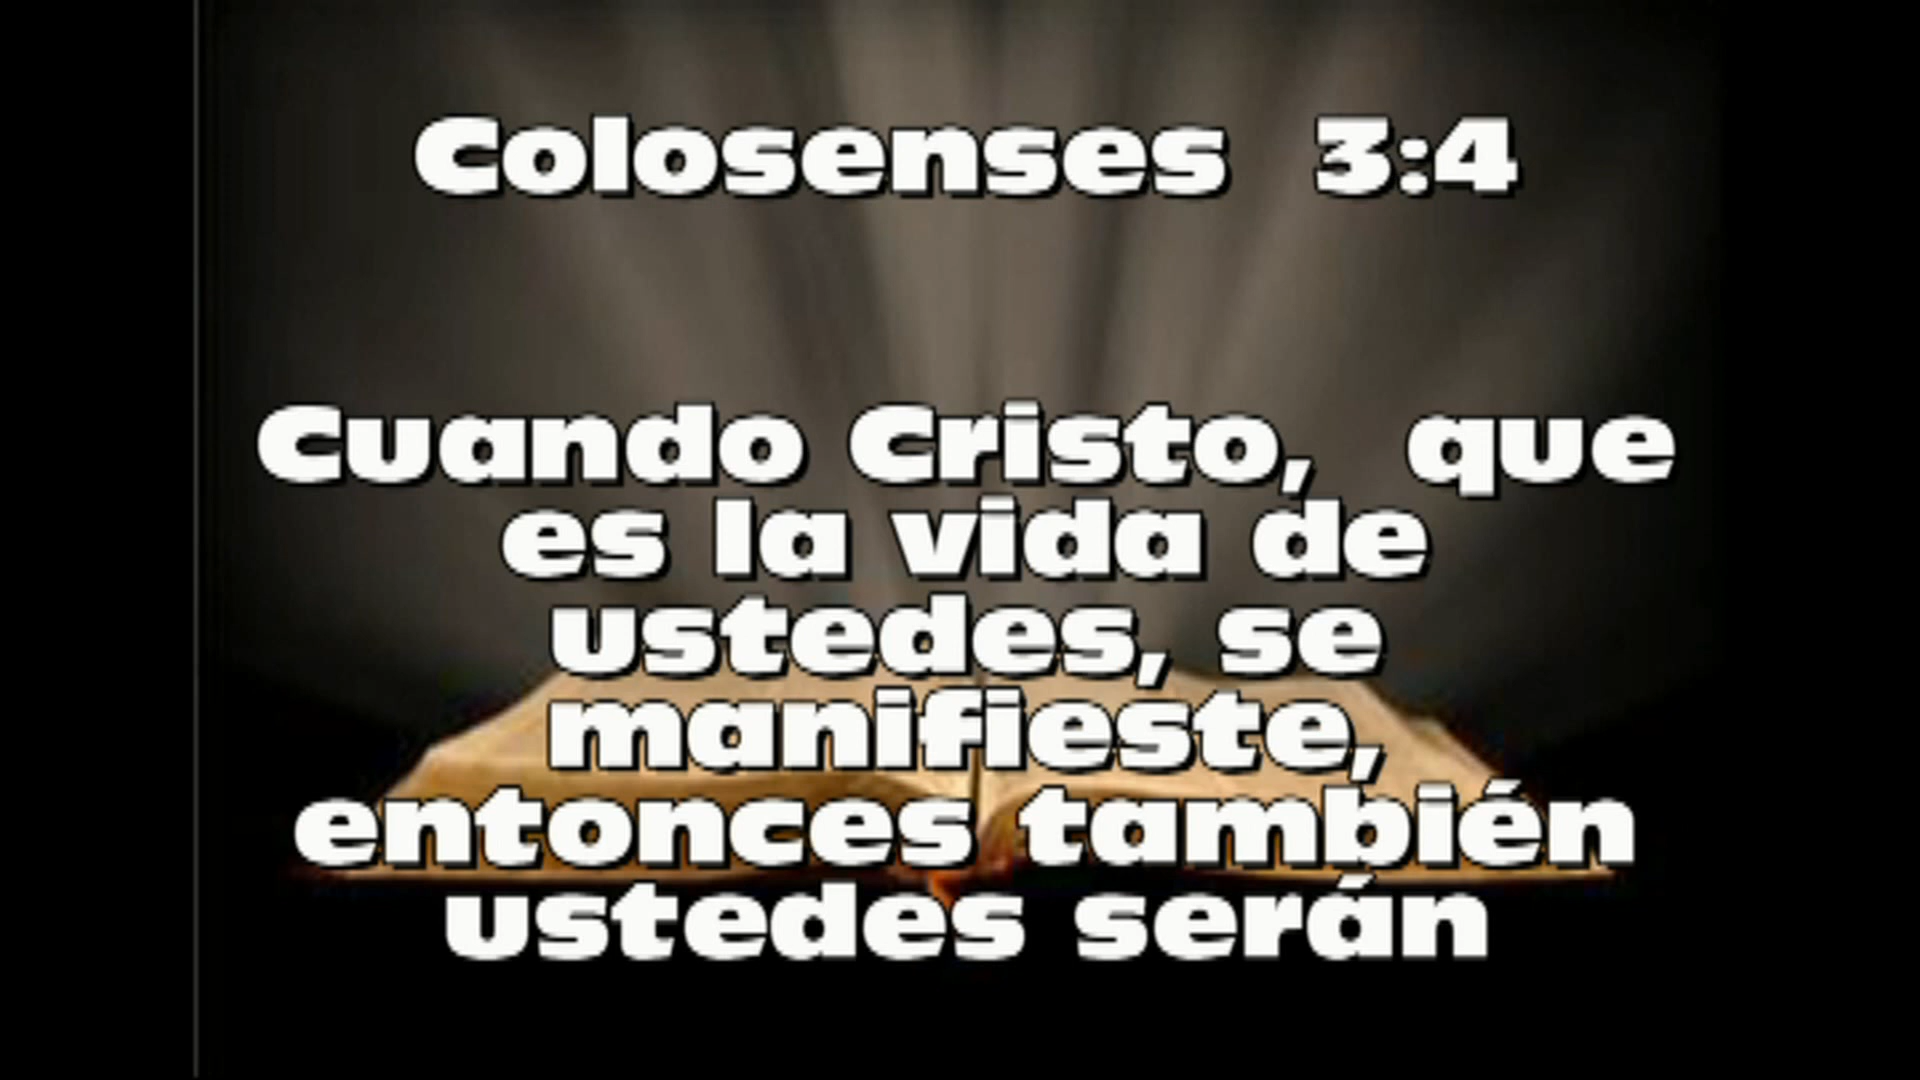 Colosenses 3:4
Cuando Cristo, que
es la vida de
ustedes, se
manifieste,
entonces también
ustedes serán